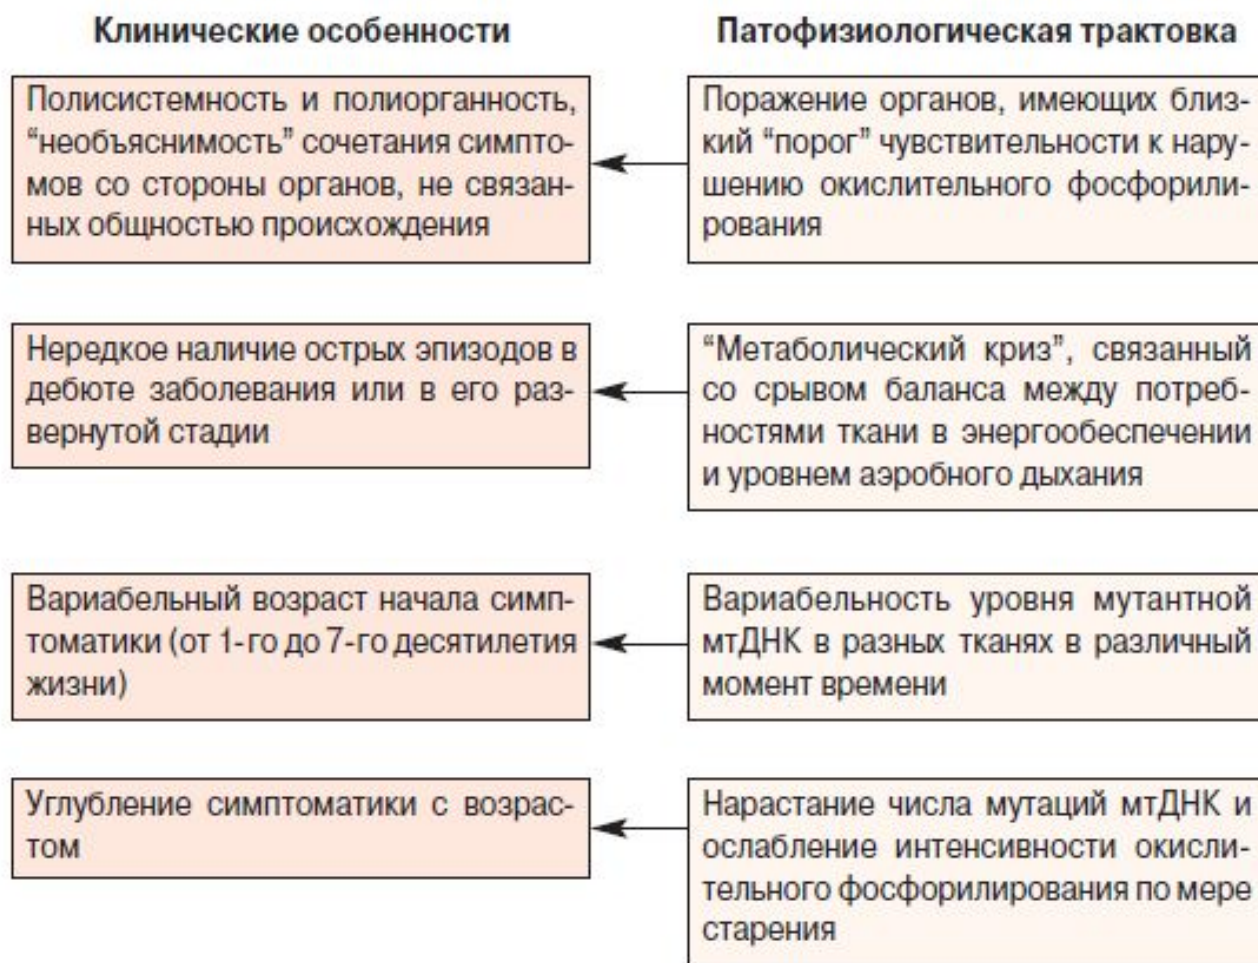 Клинические особенности
Патофизиологическая трактовка
Полисистемность и полиорганность,
“необъяснимость” сочетания симпто-
мов со стороны органов, не связан-
ных общностью происхождения
Поражение органов, имеющих близ-
кий “порог” чувствительности к нару-
шению окислительного фосфорили-
рования
Нередкое наличие острых эпизодов в
дебюте заболевания или в его раз-
вернутой стадии
“Метаболический криз”, связанный
со срывом баланса между потреб-
ностями ткани в энергообеспечении
и уровнем аэробного дыхания
Вариабельный возраст начала симп-
томатики (от 1-го до 7-го десятилетия
жизни)
Вариабельность уровня мутантной
мтДНК в разных тканях в различный
момент времени
Углубление симптоматики с возрас-
том
Нарастание числа мутаций мтДНК и
ослабление интенсивности окисли-
тельного фосфорилирования по мере
старения